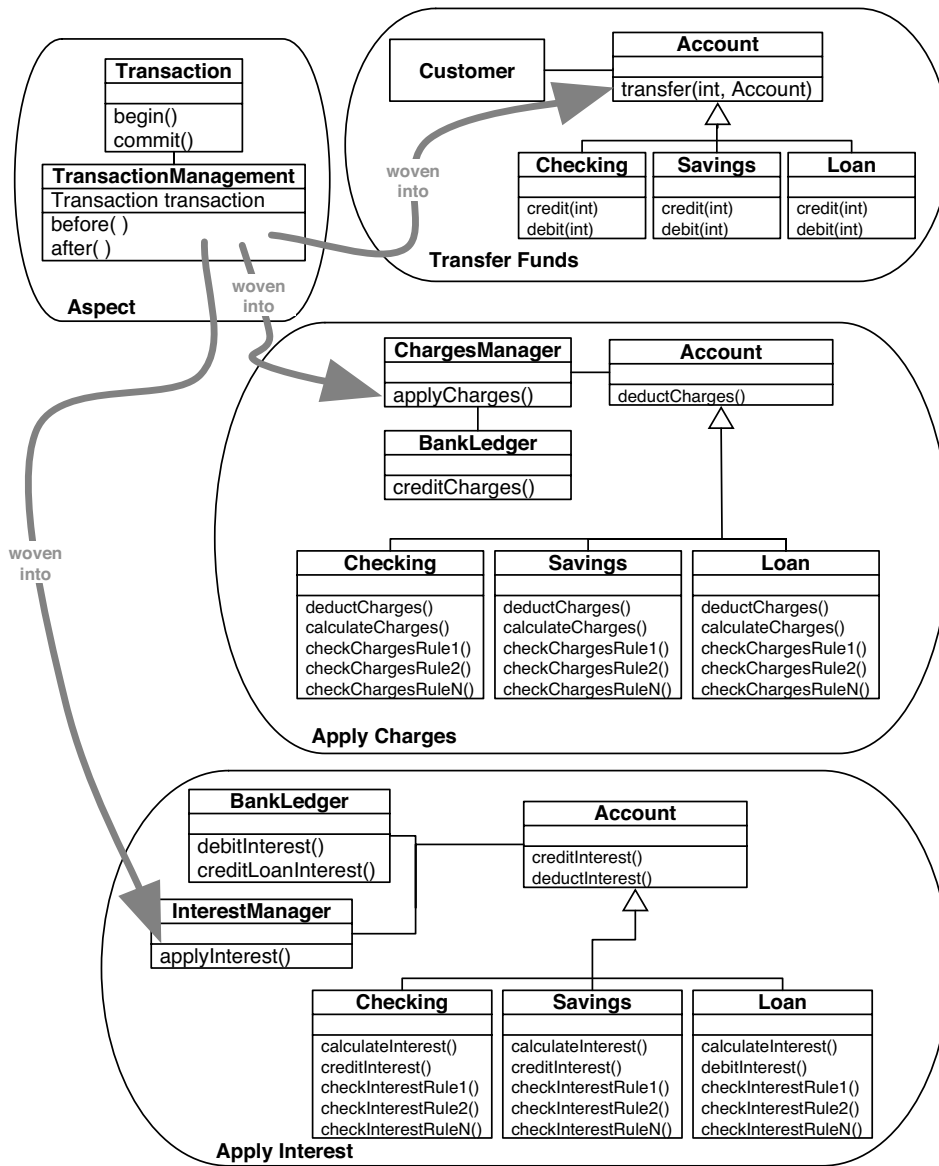 Transaction
begin()
commit()
TransactionManagement
Transaction transaction
before( )
after( )
Aspect
woven
into
woven
into
woven
into
Customer
Account
transfer(int, Account)
Checking
credit(int)
debit(int)
Savings
credit(int)
debit(int)
Loan
credit(int)
debit(int)
Transfer Funds
ChargesManager
applyCharges()
Account
deductCharges()
BankLedger
creditCharges()
Checking
deductCharges()
calculateCharges()
checkChargesRule1()
checkChargesRule2()
checkChargesRuleN()
Savings
deductCharges()
calculateCharges()
checkChargesRule1()
checkChargesRule2()
checkChargesRuleN()
Loan
deductCharges()
calculateCharges()
checkChargesRule1()
checkChargesRule2()
checkChargesRuleN()
Apply Charges
BankLedger
debitInterest()
creditLoanInterest()
Account
creditInterest()
deductInterest()
InterestManager
applyInterest()
Checking
calculateInterest()
creditInterest()
checkInterestRule1()
checkInterestRule2()
checkInterestRuleN()
Savings
calculateInterest()
creditInterest()
checkInterestRule1()
checkInterestRule2()
checkInterestRuleN()
Loan
calculateInterest()
debitInterest()
checkInterestRule1()
checkInterestRule2()
checkInterestRuleN()
Apply Interest